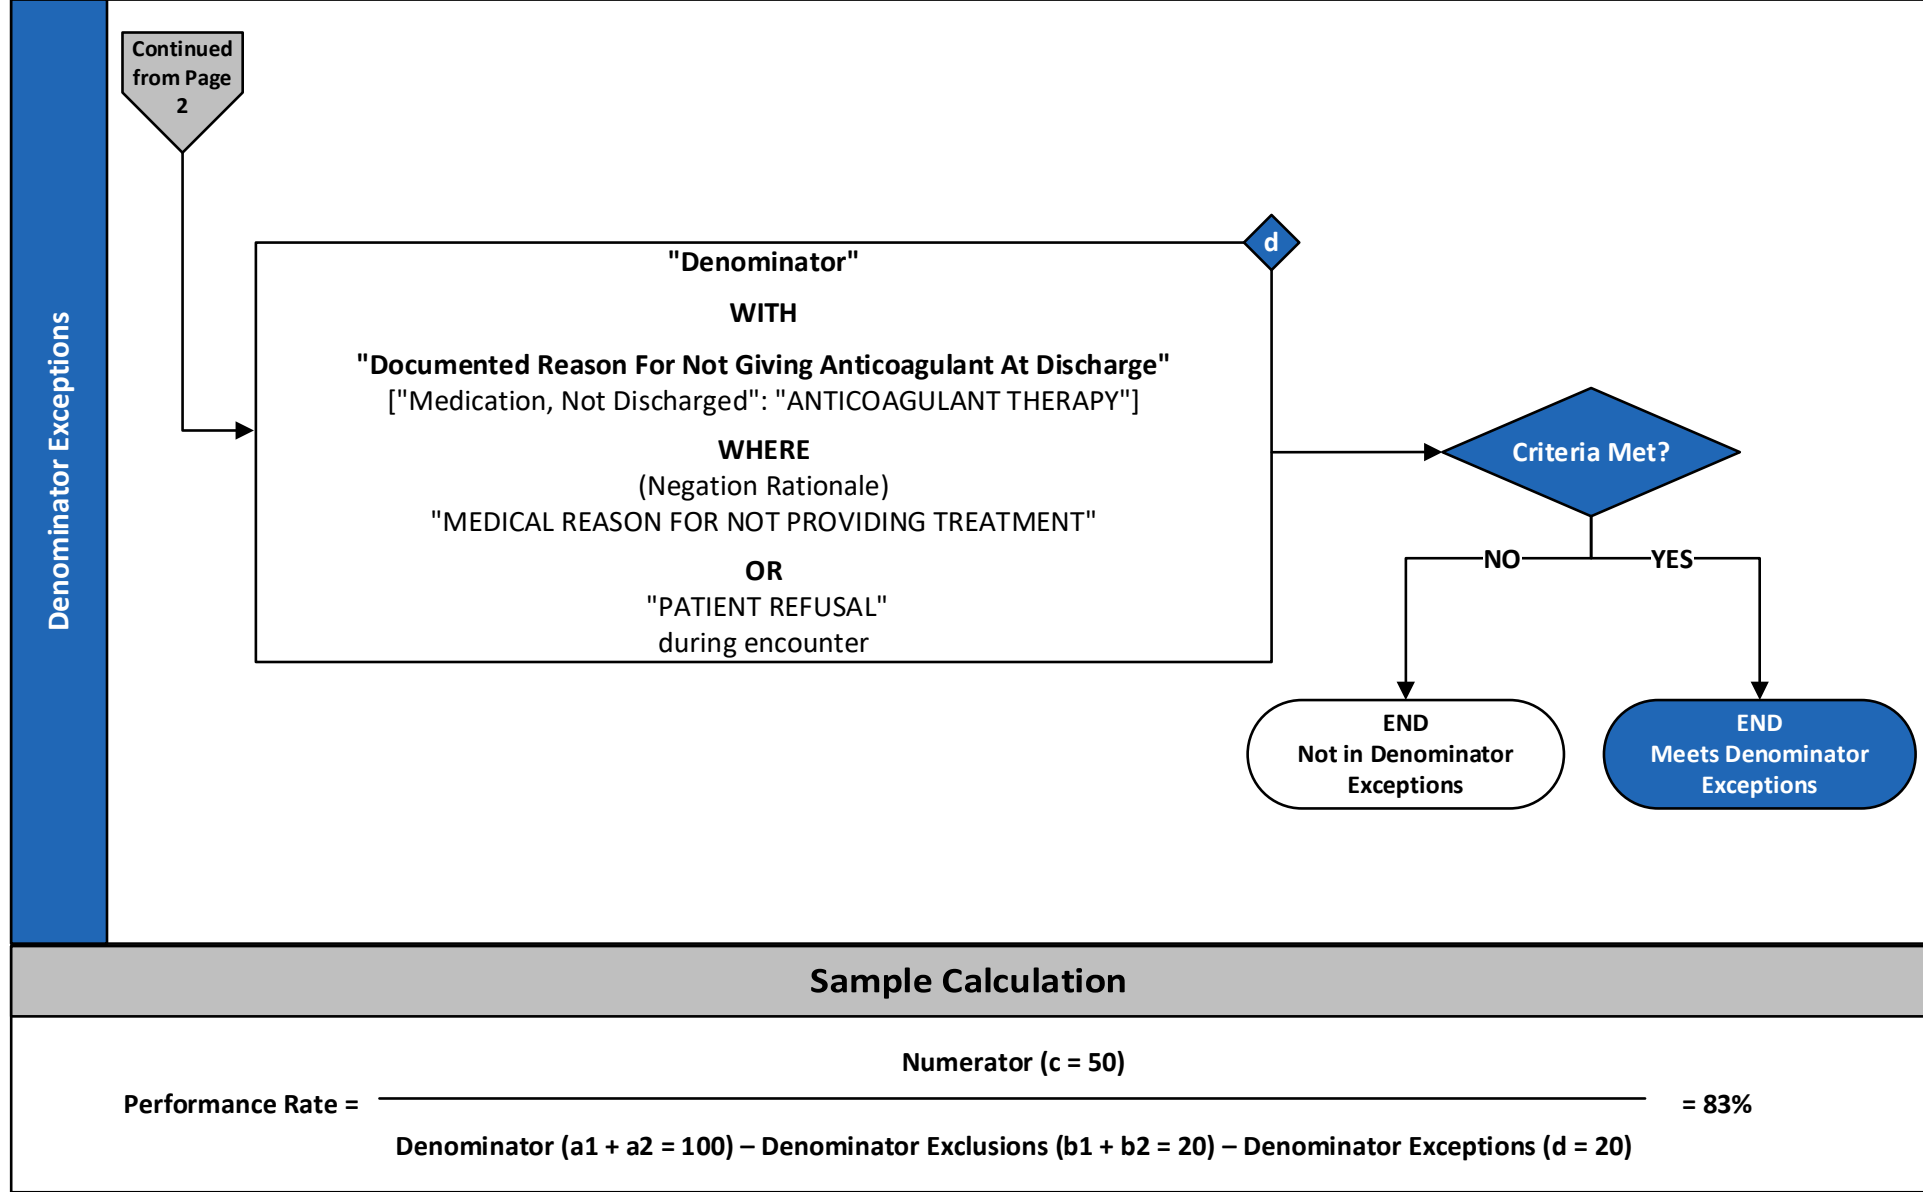 Denominator Exceptions
Continued
from Page
2
d
"Denominator"
WITH
"Documented Reason For Not Giving Anticoagulant At Discharge"
["Medication, Not Discharged": "ANTICOAGULANT THERAPY"]
WHERE
(Negation Rationale)
"MEDICAL REASON FOR NOT PROVIDING TREATMENT"
OR
"PATIENT REFUSAL"
during encounter
Criteria Met?
NO
YES
END
Not in Denominator
Exceptions
END
Meets Denominator
Exceptions
Sample Calculation
Numerator (c = 50)
Performance Rate =
= 83%
Denominator (a1 + a2 = 100) – Denominator Exclusions (b1 + b2 = 20) – Denominator Exceptions (d = 20)